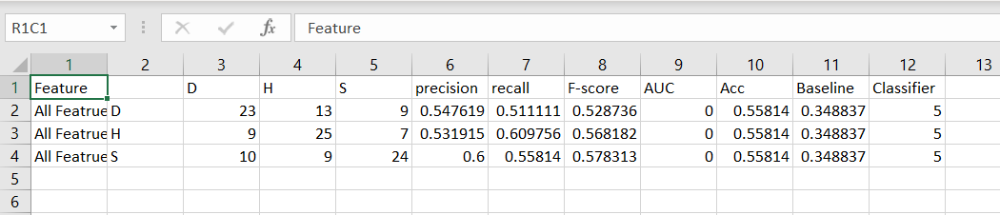 R1C1 fx Feature
1 2 3 4 5 6 7 8 9 10 11 12 13
1 Feature D H S precision recall F-score AUC Acc Baseline Classifier
2 All Featrue D 23 13 9 0.547619 0.511111 0.528736 0 0.55814 0.348837 5
3 All Featrue H 9 25 7 0.531915 0.609756 0.568182 0 0.55814 0.348837 5
4 All Featrue S 10 9 24 0.6 0.55814 0.578313 0 0.55814 0.348837 5
5
6